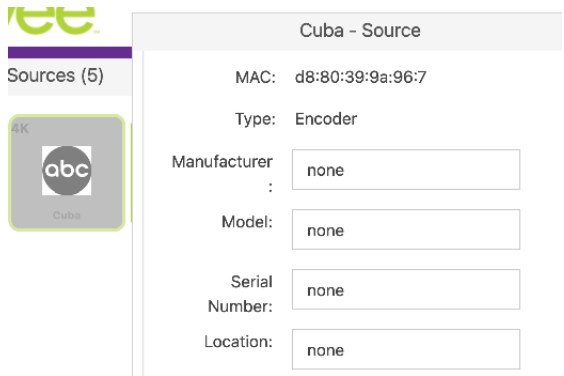 Cuba - Source
Sources (5)
MAC: d8:80:39:9a:96:7
Type: Encoder
4K
abc
Cuba
Manufacturer
: none
Model: none
Serial
Number: none
Location: none